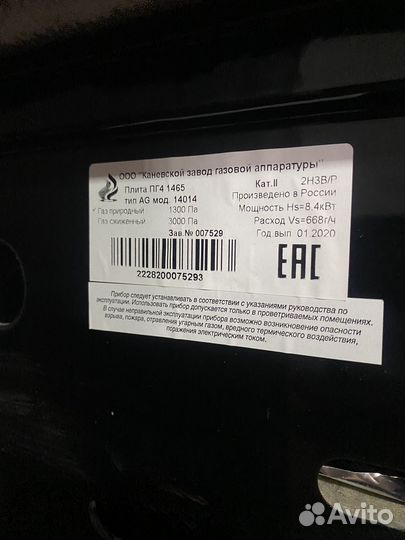 ООО "Каневской завод газовой аппаратуры"
Плита ПГ4 1465 Кат.II 2Н3В/Р
тип AG мод. 14014 Произведено в России
Газ природный 1300 Па Мощность Hs=8,4кВт
Газ сжиженный 3000 Па Расход Vs=668г/ч
Зав.№ 007529 Год вып 01.2020
2228200075293
EAC
Прибор следует устанавливать в соответствии с указаниями руководства по
эксплуатации. Использовать прибор допускается только в проветриваемых помещениях.
В случае неправильной эксплуатации прибора возможно возникновение опасности
взрыва, пожара, отравления угарным газом, вредного термического воздействия,
поражения электрическим током.
Avito